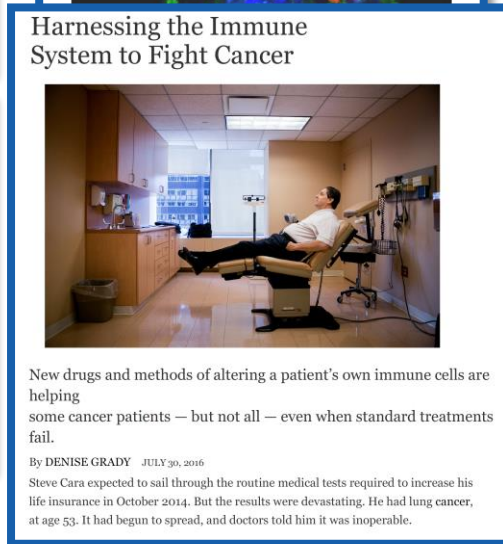 Harnessing the Immune
System to Fight Cancer
New drugs and methods of altering a patient's own immune cells are
helping
some cancer patients — but not all — even when standard treatments
fail.
By DENISE GRADY JULY 30, 2016
Steve Cara expected to sail through the routine medical tests required to increase his
life insurance in October 2014. But the results were devastating. He had lung cancer,
at age 53. It had begun to spread, and doctors told him it was inoperable.